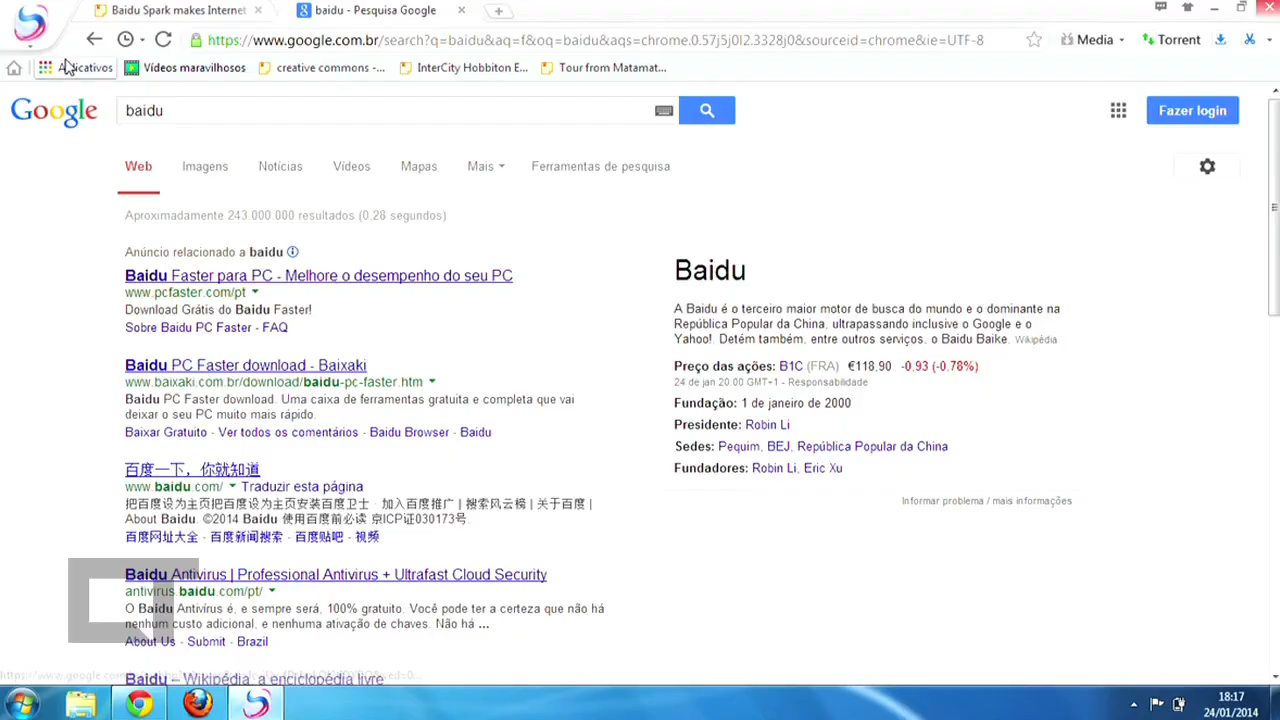 Baidu Spark makes Internet
baidu - Pesquisa Google
https://www.google.com.br/search?q=baidu&aq=f&oq=baidu&aqs=chrome.0.57j5j0l2.3328j0&sourceid=chrome&ie=UTF-8
Media
Torrent
Aplicativos
Vídeos maravilhosos
creative commons -...
InterCity Hobbiton E...
Tour from Matamat...
Google
baidu
Fazer login
Web
Imagens
Notícias
Vídeos
Mapas
Mais
Ferramentas de pesquisa
Aproximadamente 243.000.000 resultados (0,28 segundos)
Anúncio relacionado a baidu
Baidu Faster para PC - Melhore o desempenho do seu PC
www.pcfaster.com/pt
Download Grátis do Baidu Faster!
Sobre Baidu PC Faster - FAQ
Baidu PC Faster download - Baixaki
www.baixaki.com.br/download/baidu-pc-faster.htm
Baidu PC Faster download. Uma caixa de ferramentas gratuita e completa que vai
deixar o seu PC muito mais rápido.
Baixar Gratuito - Ver todos os comentários - Baidu Browser - Baidu
百度一下，你就知道
www.baidu.com/ Traduzir esta página
把百度设为主页把百度设为主页安装百度卫士 · 加入百度推广 | 搜索风云榜 | 关于百度 |
About Baidu. ©2014 Baidu 使用百度前必读 京ICP证030173号.
百度网址大全 - 百度新闻搜索 - 百度贴吧 - 视频
Baidu Antivirus | Professional Antivirus + Ultrafast Cloud Security
antivirus.baidu.com/pt/
O Baidu Antivírus é, e sempre será, 100% gratuito. Você pode ter a certeza que não há
nenhum custo adicional, e nenhuma ativação de chaves. Não há ...
About Us - Submit - Brazil
Baidu – Wikipédia, a enciclopédia livre
Baidu
A Baidu é o terceiro maior motor de busca do mundo e o dominante na
República Popular da China, ultrapassando inclusive o Google e o
Yahoo!. Detém também, entre outros serviços, o Baidu Baike. Wikipédia
Preço das ações: B1C (FRA) €118,90 -0,93 (-0,78%)
24 de jan 20:00 GMT+1 - Responsabilidade
Fundação: 1 de janeiro de 2000
Presidente: Robin Li
Sedes: Pequim, BEJ, República Popular da China
Fundadores: Robin Li, Eric Xu
Informar problema / mais informações
18:17
24/01/2014